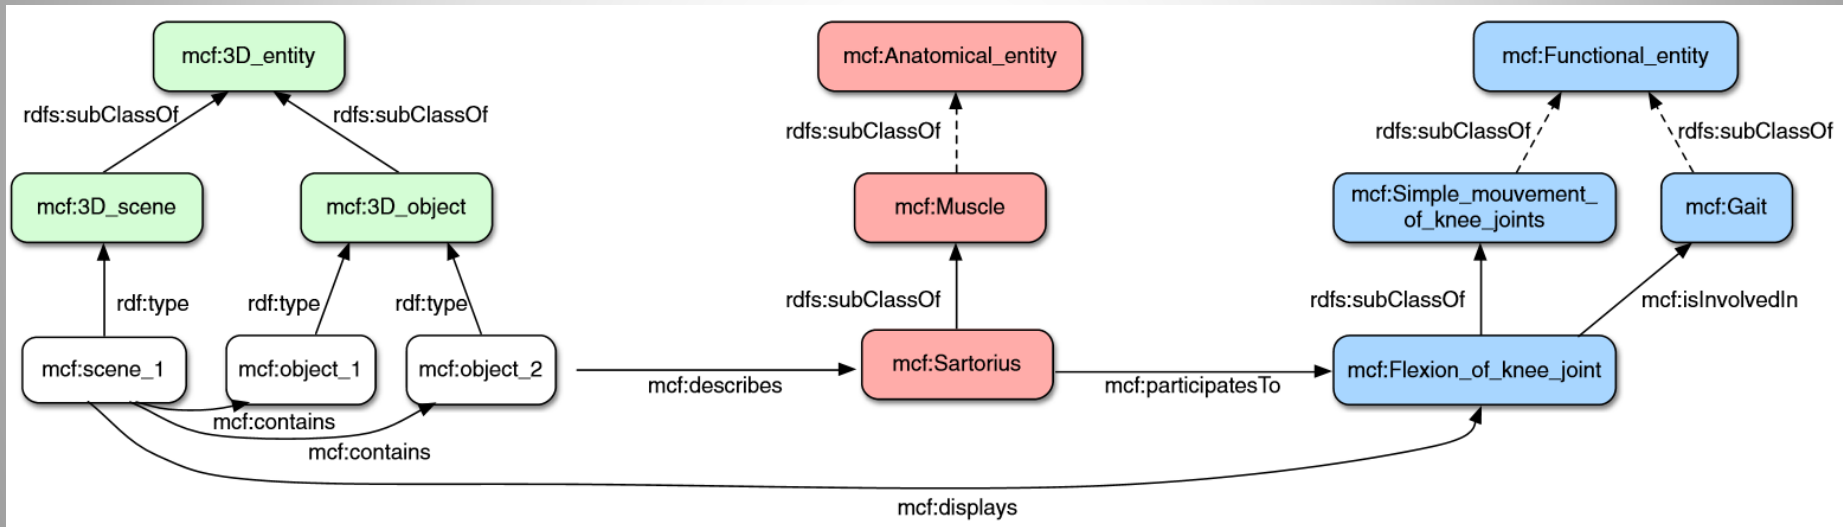 mcf:3D_entity
mcf:Anatomical_entity
mcf:Functional_entity
rdfs:subClassOf
rdfs:subClassOf
rdfs:subClassOf
rdfs:subClassOf
rdfs:subClassOf
mcf:3D_scene
mcf:3D_object
mcf:Muscle
mcf:Simple_mouvement_
of_knee_joints
mcf:Gait
rdf:type
rdf:type
rdf:type
rdfs:subClassOf
rdfs:subClassOf
mcf:isInvolvedIn
mcf:scene_1
mcf:object_1
mcf:object_2
mcf:describes
mcf:Sartorius
mcf:participatesTo
mcf:Flexion_of_knee_joint
mcf:contains
mcf:contains
mcf:displays